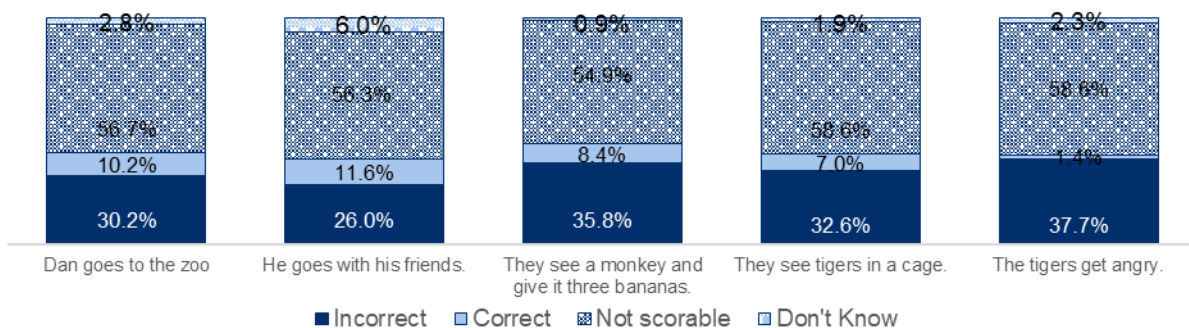 2.8% 6.0% 0.9% 1.9% 2.3%
56.7% 56.3% 54.9% 58.6% 58.6%
10.2% 11.6% 8.4% 7.0% 1.4%
30.2% 26.0% 35.8% 32.6% 37.7%
Dan goes to the zoo
He goes with his friends.
They see a monkey and
give it three bananas.
They see tigers in a cage.
The tigers get angry.
Incorrect Correct Not scorable Don't Know